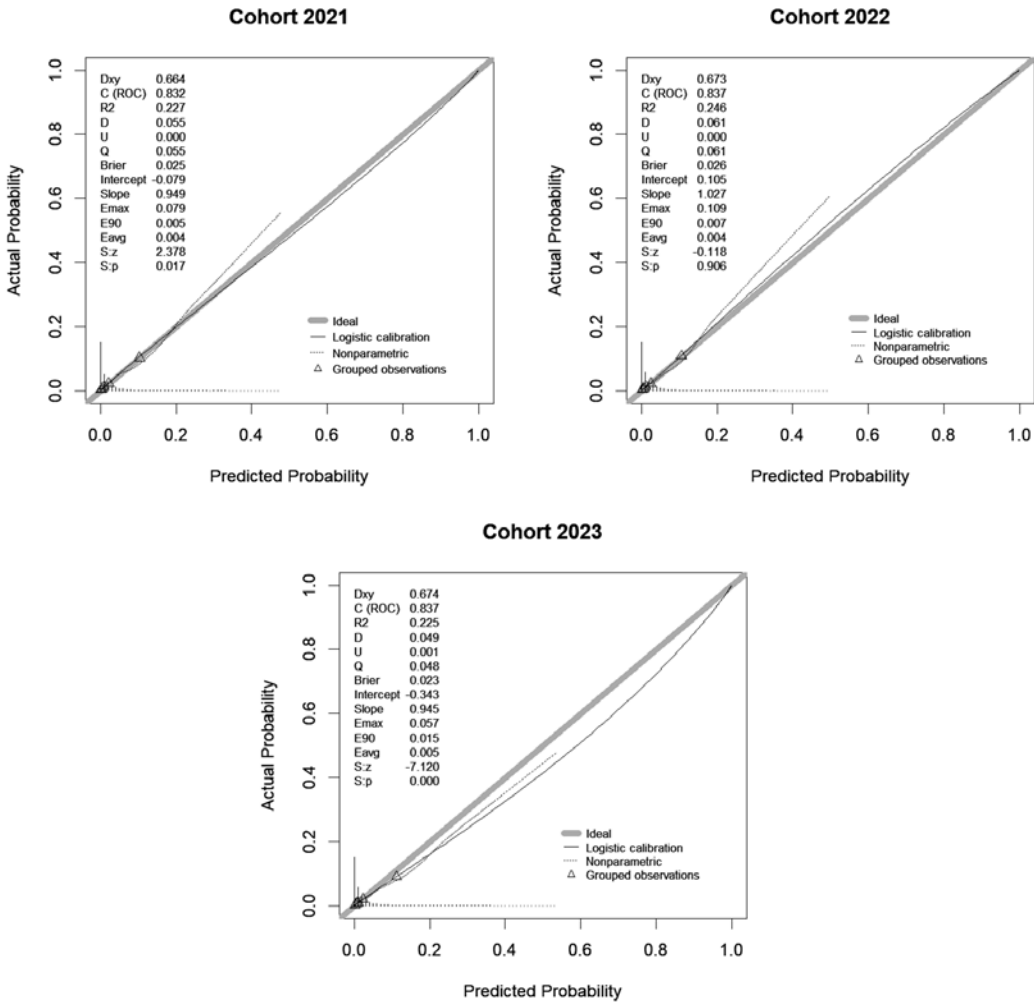 Cohort 2021
Actual Probability
1.0
0.8
0.6
0.4
0.2
0.0
Dxy 0.664
C (ROC) 0.832
R2 0.227
D 0.055
U 0.000
Q 0.055
Brier 0.025
Intercept -0.079
Slope 0.949
Emax 0.079
E90 0.005
Eavg 0.004
S:z 2.378
S:p 0.017
Ideal
Logistic calibration
Nonparametric
Grouped observations
0.0 0.2 0.4 0.6 0.8 1.0
Predicted Probability
Cohort 2022
Actual Probability
1.0
0.8
0.6
0.4
0.2
0.0
Dxy 0.673
C (ROC) 0.837
R2 0.246
D 0.061
U 0.000
Q 0.061
Brier 0.026
Intercept 0.105
Slope 1.027
Emax 0.109
E90 0.007
Eavg 0.004
S:z -0.118
S:p 0.906
Ideal
Logistic calibration
Nonparametric
Grouped observations
0.0 0.2 0.4 0.6 0.8 1.0
Predicted Probability
Cohort 2023
Actual Probability
1.0
0.8
0.6
0.4
0.2
0.0
Dxy 0.674
C (ROC) 0.837
R2 0.225
D 0.049
U 0.001
Q 0.048
Brier 0.023
Intercept -0.343
Slope 0.945
Emax 0.057
E90 0.015
Eavg 0.005
S:z -7.120
S:p 0.000
Ideal
Logistic calibration
Nonparametric
Grouped observations
0.0 0.2 0.4 0.6 0.8 1.0
Predicted Probability